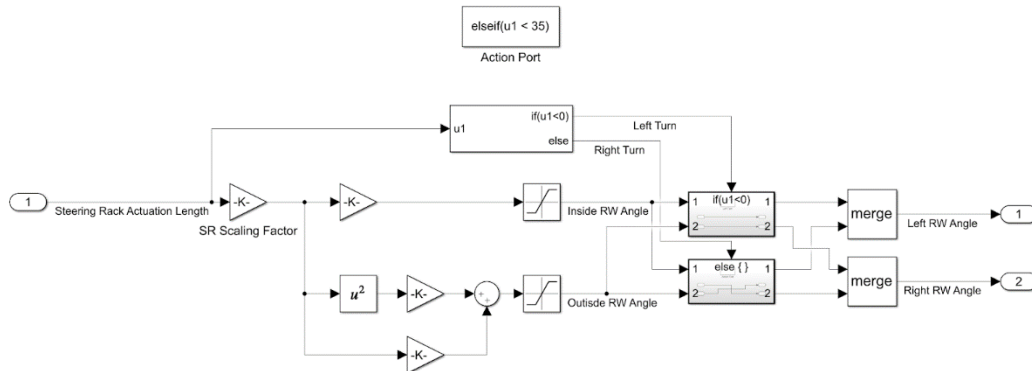 elseif(u1 < 35)
Action Port
u1
if(u1<0)
else
Left Turn
Right Turn
1
Steering Rack Actuation Length
-K-
SR Scaling Factor
-K-
Inside RW Angle
1
if(u1<0)
1
2
2
merge
Left RW Angle
1
u²
-K-
+
+
Outisde RW Angle
1
else { }
1
2
2
merge
Right RW Angle
2
-K-